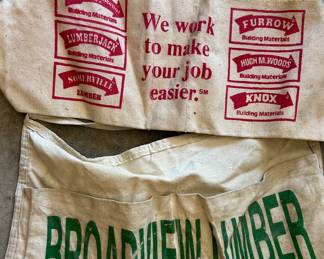 Building Materials
LUMBERJACK
Building Materials
SOMERVILLE
LUMBER
We work
to make
your job
easier.℠
FURROW
Building Materials
HUGH M. WOODS
Building Materials
KNOX
Building Materials
BROADVIEW LUMBER